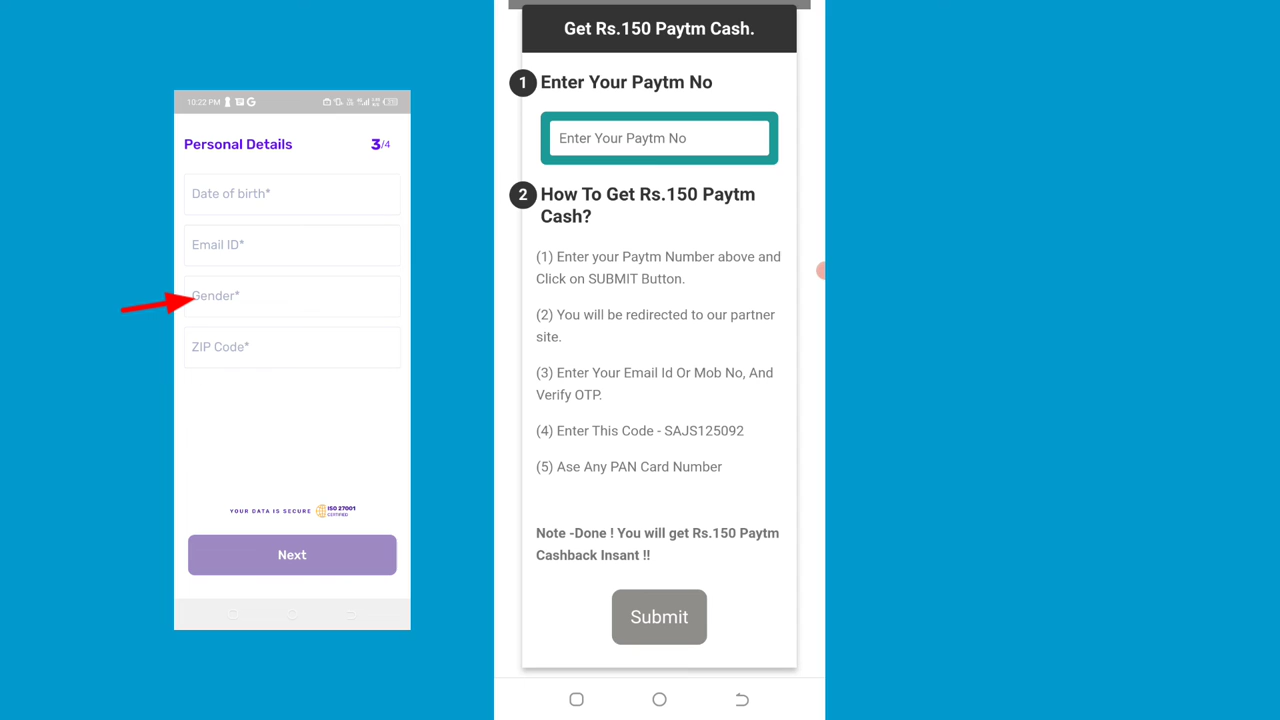 10:22 PM
Personal Details 3/4
Date of birth*
Email ID*
Gender*
ZIP Code*
YOUR DATA IS SECURE ISO 27001
CERTIFIED
Next
Get Rs.150 Paytm Cash.
1 Enter Your Paytm No
Enter Your Paytm No
2 How To Get Rs.150 Paytm
Cash?
(1) Enter your Paytm Number above and
Click on SUBMIT Button.
(2) You will be redirected to our partner
site.
(3) Enter Your Email Id Or Mob No, And
Verify OTP.
(4) Enter This Code - SAJS125092
(5) Ase Any PAN Card Number
Note -Done ! You will get Rs.150 Paytm
Cashback Insant !!
Submit